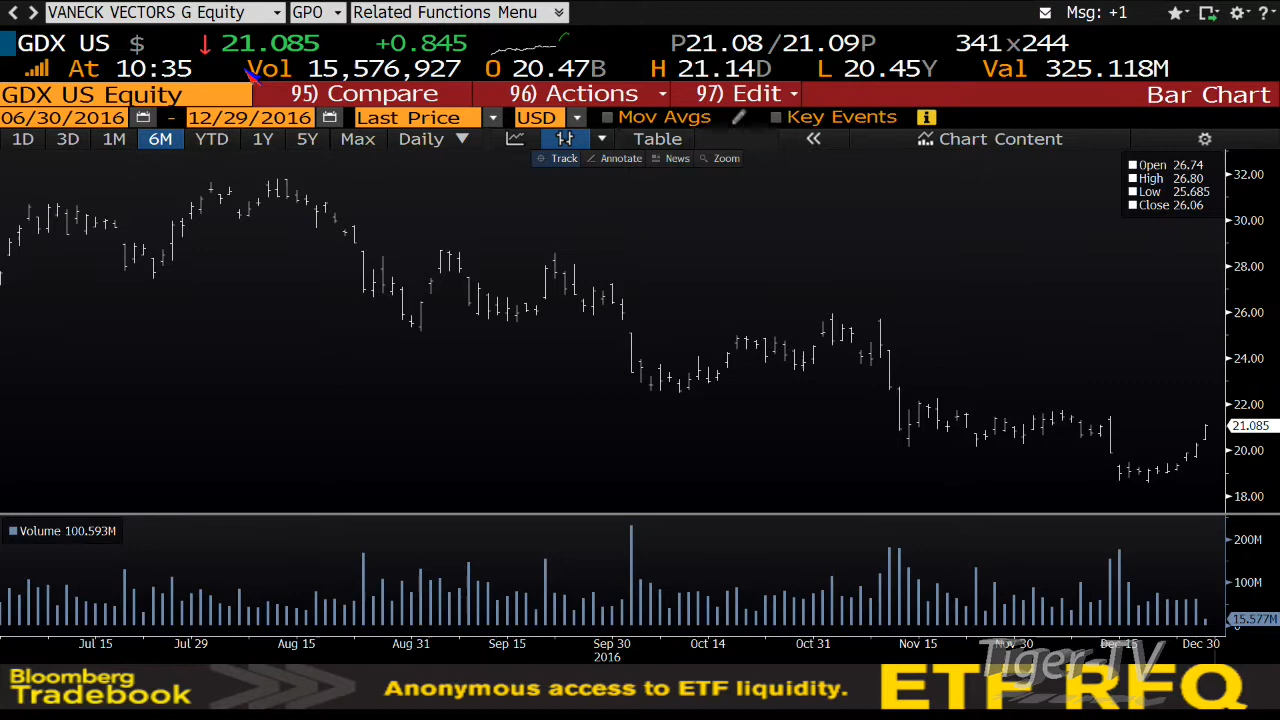 VANECK VECTORS G Equity GPO Related Functions Menu Msg: +1 ?
GDX US $ ↓ 21.085 +0.845 P21.08 /21.09P 341x244
At 10:35 Vol 15,576,927 O 20.47B H 21.14D L 20.45Y Val 325.118M
GDX US Equity 95) Compare 96) Actions 97) Edit Bar Chart
06/30/2016 - 12/29/2016 Last Price USD Mov Avgs Key Events i
1D 3D 1M 6M YTD 1Y 5Y Max Daily Table « Chart Content
Track Annotate News Zoom
Open 26.74
High 26.80
Low 25.685
Close 26.06
32.00
30.00
28.00
26.00
24.00
22.00
21.085
20.00
18.00
Volume 100.593M
200M
100M
15.577M
0
Jul 15 Jul 29 Aug 15 Aug 31 Sep 15 Sep 30 Oct 14 Oct 31 Nov 15 Nov 30 Dec 15 Dec 30
2016
Tiger TV
Bloomberg
Tradebook
Anonymous access to ETF liquidity.
ETF RFQ